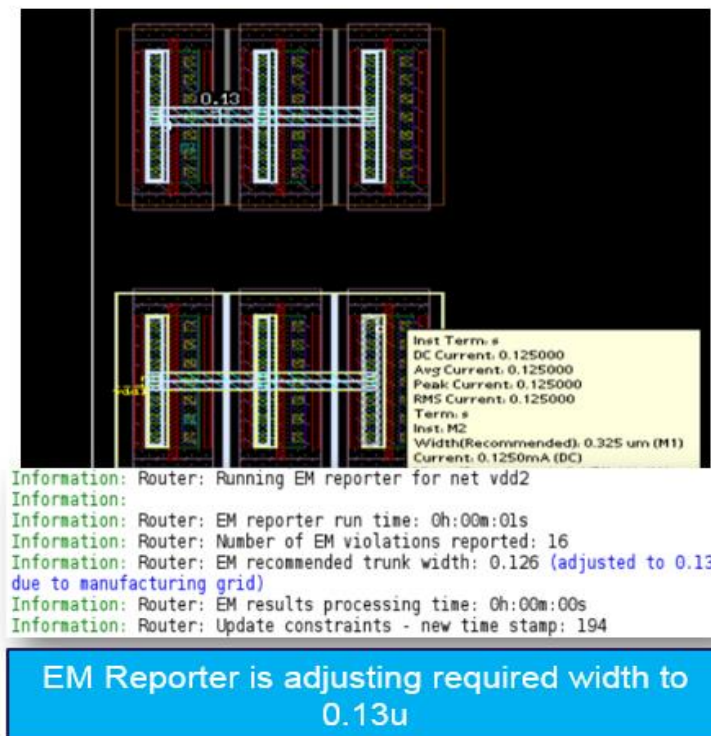 0.13
Inst Term: s
DC Current: 0.125000
Avg Current: 0.125000
Peak Current: 0.125000
RMS Current: 0.125000
Term: s
Inst: M2
Width(Recommended): 0.325 um (M1)
Current: 0.1250mA (DC)
Information: Router: Running EM reporter for net vdd2
Information:
Information: Router: EM reporter run time: 0h:00m:01s
Information: Router: Number of EM violations reported: 16
Information: Router: EM recommended trunk width: 0.126 (adjusted to 0.13
due to manufacturing grid)
Information: Router: EM results processing time: 0h:00m:00s
Information: Router: Update constraints - new time stamp: 194
EM Reporter is adjusting required width to
0.13u